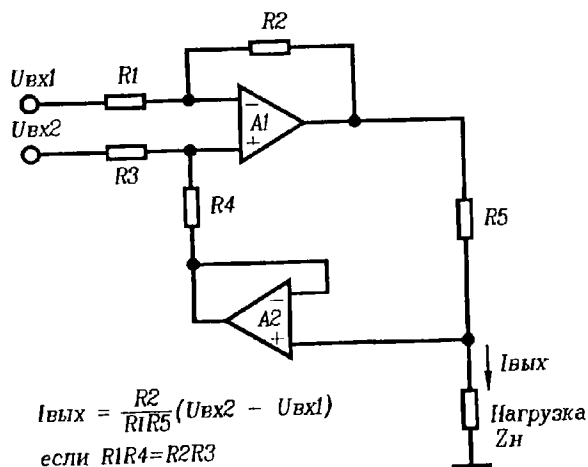 R2
Uвх1
R1
Uвх2
−
A1
+
R3
R4
R5
−
A2
+
Iвых
Iвых = R2/R1R5 (Uвх2 − Uвх1)
Нагрузка
Zн
если R1R4=R2R3